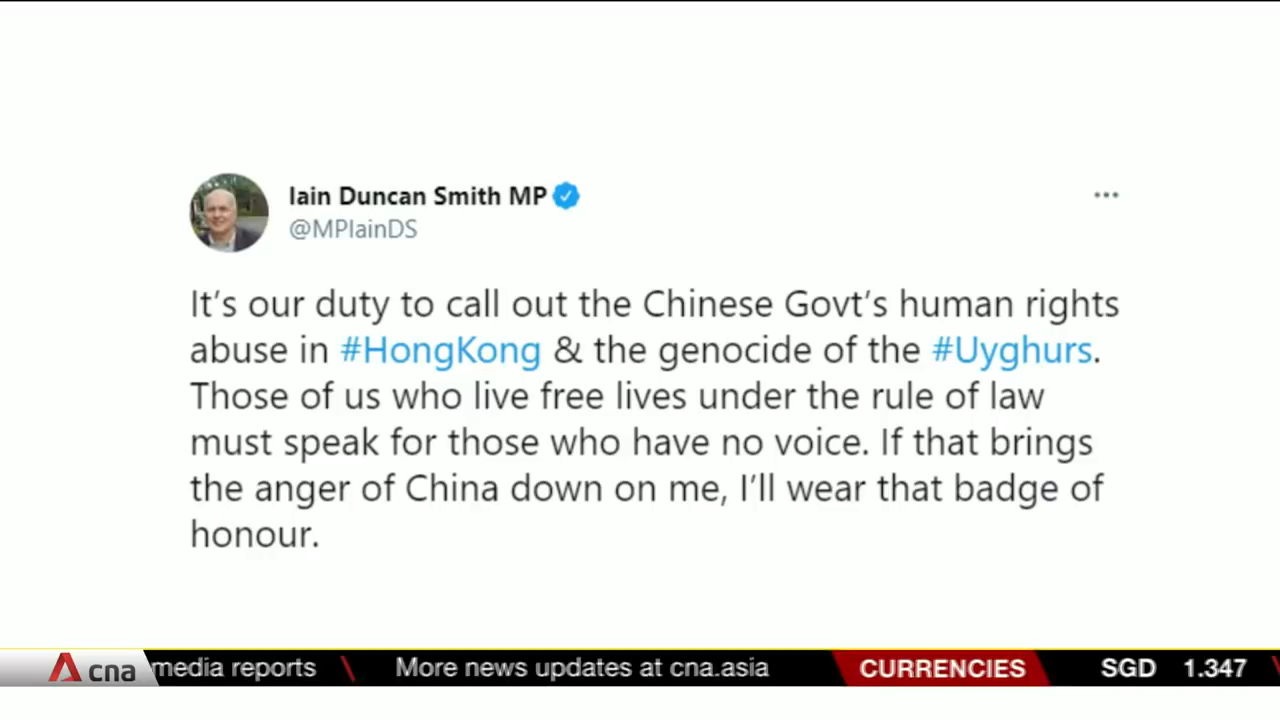 Iain Duncan Smith MP
@MPIainDS
It's our duty to call out the Chinese Govt's human rights
abuse in #HongKong & the genocide of the #Uyghurs.
Those of us who live free lives under the rule of law
must speak for those who have no voice. If that brings
the anger of China down on me, I'll wear that badge of
honour.
cna media reports \ More news updates at cna.asia CURRENCIES SGD 1.347